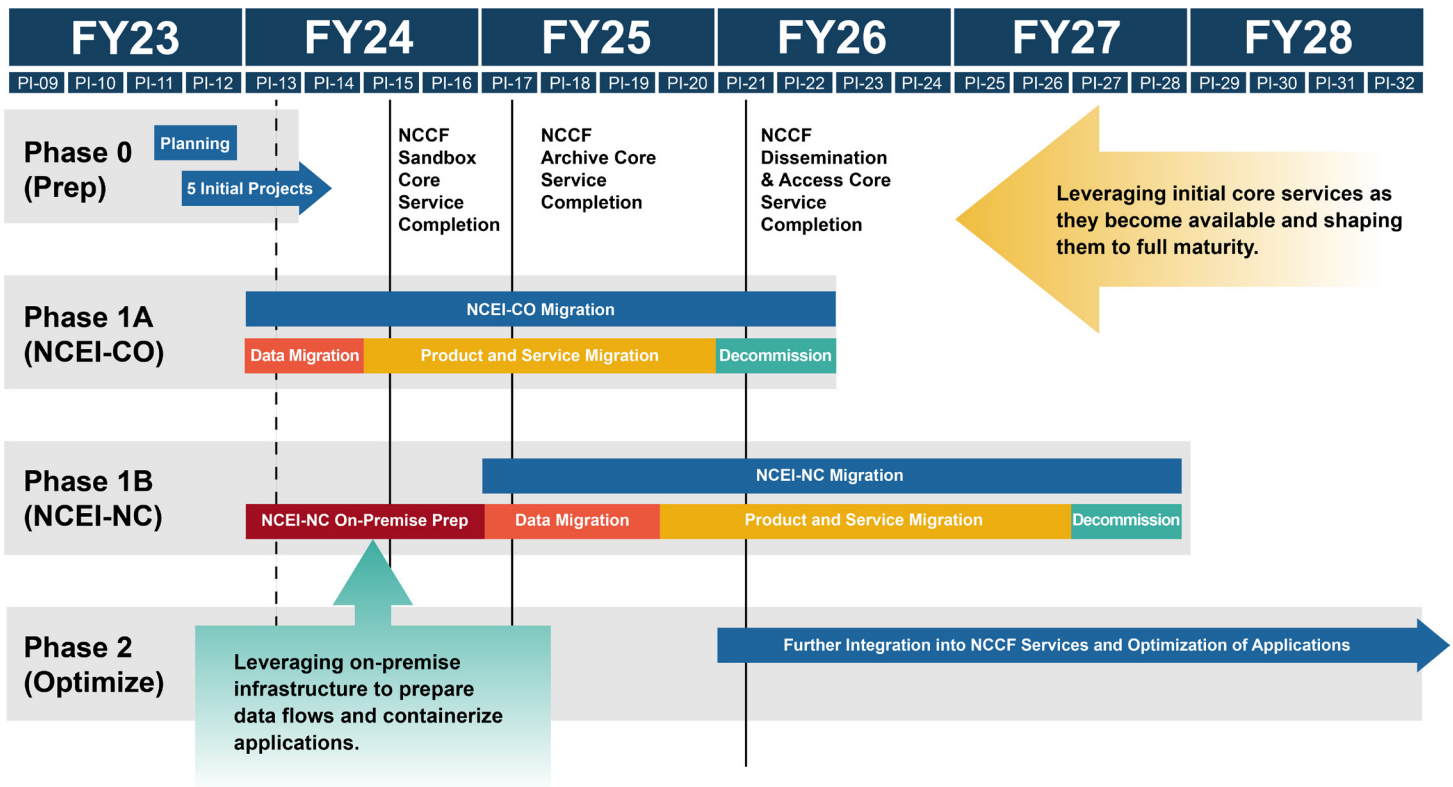 FY23 FY24 FY25 FY26 FY27 FY28
PI-09 PI-10 PI-11 PI-12 PI-13 PI-14 PI-15 PI-16 PI-17 PI-18 PI-19 PI-20 PI-21 PI-22 PI-23 PI-24 PI-25 PI-26 PI-27 PI-28 PI-29 PI-30 PI-31 PI-32
Phase 0
(Prep)
Planning
5 Initial Projects
NCCF
Sandbox
Core
Service
Completion
NCCF
Archive Core
Service
Completion
NCCF
Dissemination
& Access Core
Service
Completion
Leveraging initial core services as
they become available and shaping
them to full maturity.
Phase 1A
(NCEI-CO)
NCEI-CO Migration
Data Migration Product and Service Migration Decommission
Phase 1B
(NCEI-NC)
NCEI-NC Migration
NCEI-NC On-Premise Prep Data Migration Product and Service Migration Decommission
Phase 2
(Optimize)
Further Integration into NCCF Services and Optimization of Applications
Leveraging on-premise
infrastructure to prepare
data flows and containerize
applications.